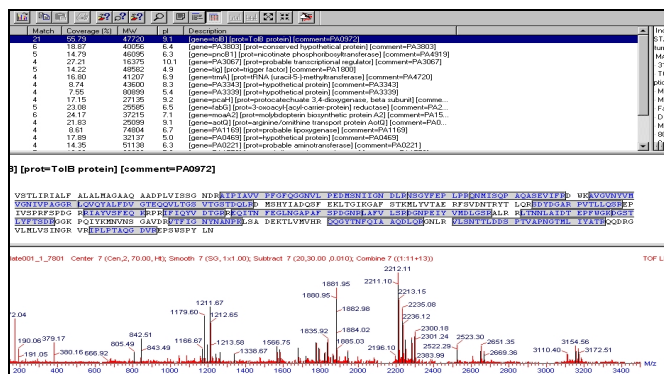 Match Coverage (%) MW pI Description
21 55.79 47720 9.1 [gene=tolB] [prot=TolB protein] [comment=PA0972]
6 18.87 40056 6.4 [gene=PA3803] [prot=conserved hypothetical protein] [comment=PA3803]
5 14.79 46095 6.3 [gene=pncB1] [prot=nicotinate phosphoribosyltransferase] [comment=PA4919]
4 27.21 16375 10.1 [gene=PA3067] [prot=probable transcriptional regulator] [comment=PA3067]
5 14.22 48582 4.9 [gene=tig] [prot=trigger factor] [comment=PA1800]
4 16.80 41207 6.9 [gene=trmA] [prot=tRNA (uracil-5-)-methyltransferase] [comment=PA4720]
4 8.74 43600 8.3 [gene=PA3343] [prot=hypothetical protein] [comment=PA3343]
4 7.55 80899 5.4 [gene=PA3339] [prot=hypothetical protein] [comment=PA3339]
4 17.15 27135 9.2 [gene=pcaH] [prot=protocatechuate 3,4-dioxygenase, beta subunit] [comme...
5 23.08 25585 6.5 [gene=fabG] [prot=3-oxoacyl-[acyl-carrier-protein] reductase] [comment=PA2...
6 24.17 37215 7.1 [gene=moaA2] [prot=molybdopterin biosynthetic protein A2] [comment=PA15...
4 21.83 25099 9.1 [gene=aotQ] [prot=arginine/ornithine transport protein AotQ] [comment=PA0...
4 8.61 74804 6.7 [gene=PA1169] [prot=probable lipoxygenase] [comment=PA1169]
4 17.89 32137 5.0 [gene=PA0469] [prot=hypothetical protein] [comment=PA0469]
4 14.35 51138 6.3 [gene=PA0221] [prot=probable aminotransferase] [comment=PA0221]
B] [prot=TolB protein] [comment=PA0972]
VSTLIRIALF ALALMAGAAQ AADPLVISSG NDRAIPIAVV PFGFQGGNVL PEDMSNIIGN DLRNSGYFEP LPRQNMISQP AQASEVIFRD WKAVGVNYVM
VGNIVPAGGR LQVQYALFDV GTEQQVLTGS VTGSTDQLRD MSHYIADQSF EKLTGIKGAF STKMLYVTAE RFSVDNTRYT LQRSDYDGAR PVTLLQSREP
IVSPRFSPDG RRIAYVSFEQ KRPRIFIQYV DTGRREQITN FEGLNGAPAF SPDGNRLAFV LSRDGNPEIY VMDLGSRALR RLTNNLAIDT EPFWGRDGST
LYFTSDRGGK PQIYKMNVNS GAVDRVTFIG NYNANPKLSA DEKTLVMVHR QQGYTNFQIA AQDLQRGNLR VLSNTTLDDS PTVAPNGTML IYATRQQDRG
VLMLVSINGR VRIPLPTAQG DVREPSWSPY LN
late001_1_7801 Center 7 (Cen,2, 70.00, Ht); Smooth 7 (SG, 1x1.00); Subtract 7 (20,30.00 ,0.010); Combine 7 ((1:11+13))
TOF L
2212.11
2211.10
2213.15
2235.08
2236.12
2300.18
2301.24
2196.10
2383.99
1881.95
1880.95
1882.98
1884.02
1885.03
1835.92
1211.67
1179.60
1212.65
1166.67
1213.58
1338.67
1566.75
190.06
379.17
191.05
380.16
666.92
805.49
842.51
843.49
2523.30
2522.29
2651.35
2669.36
3154.56
3110.40
3172.51
200 400 600 800 1000 1200 1400 1600 1800 2000 2200 2400 2600 2800 3000 3200 3400 M/z